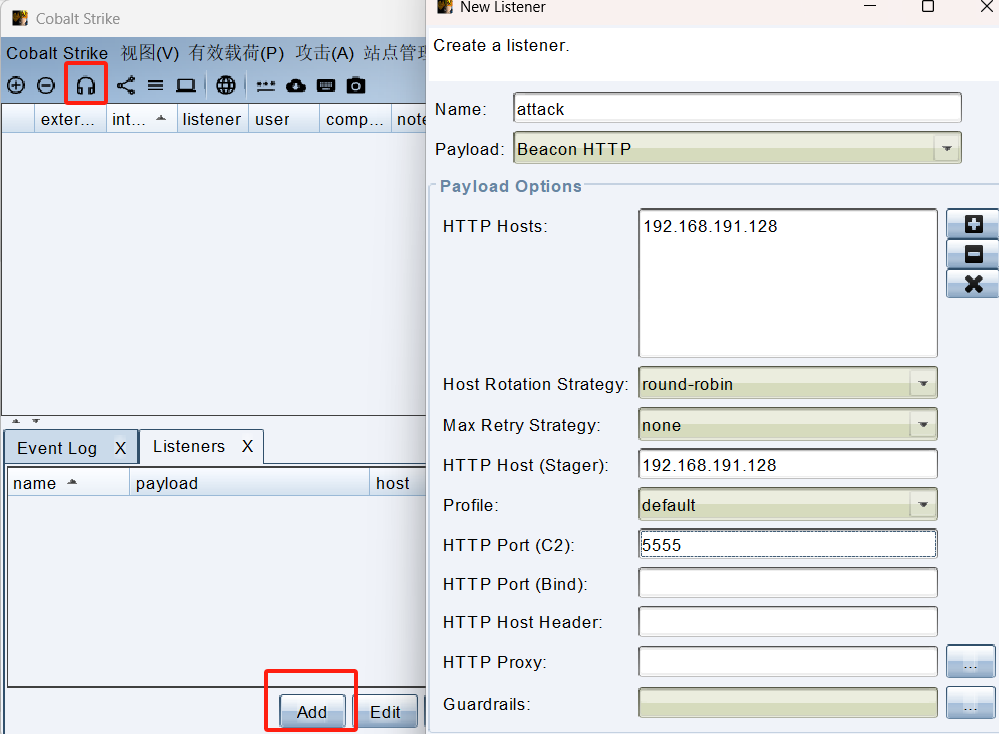 Cobalt Strike
Cobalt Strike 视图(V) 有效载荷(P) 攻击(A) 站点管理
exter... int... listener user comp... note
Event Log X Listeners X
name payload host
Add Edit
New Listener
Create a listener.
Name: attack
Payload: Beacon HTTP
Payload Options
HTTP Hosts: 192.168.191.128
Host Rotation Strategy: round-robin
Max Retry Strategy: none
HTTP Host (Stager): 192.168.191.128
Profile: default
HTTP Port (C2): 5555
HTTP Port (Bind):
HTTP Host Header:
HTTP Proxy: ...
Guardrails: ...